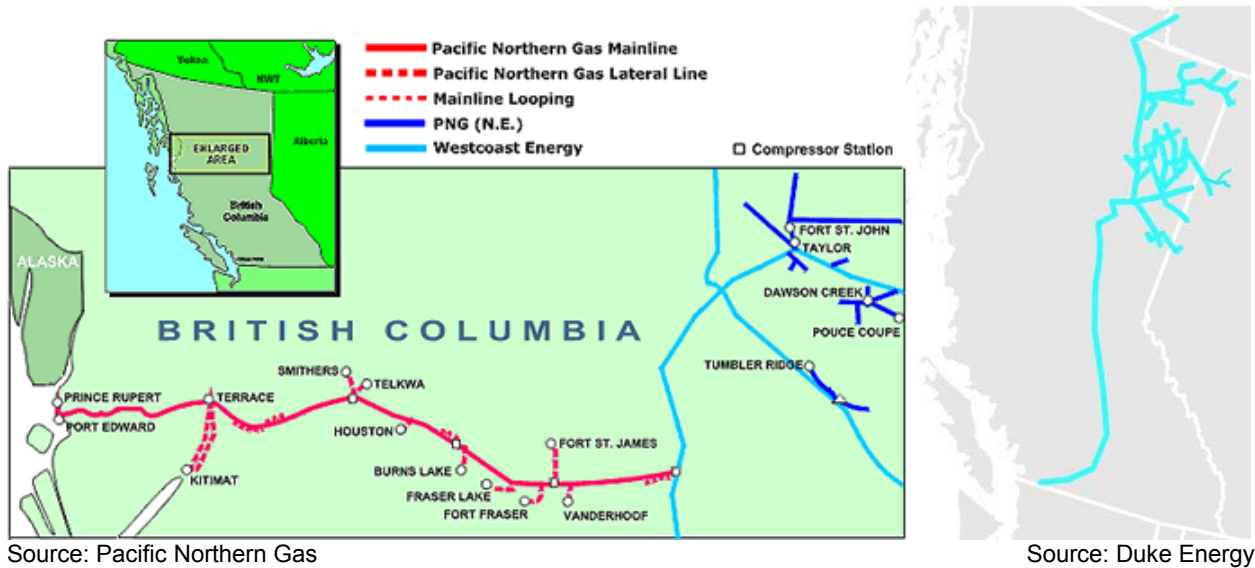 Yukon
NWT
Alberta
ENLARGED
AREA
British
Columbia
Pacific Northern Gas Mainline
Pacific Northern Gas Lateral Line
Mainline Looping
PNG (N.E.)
Westcoast Energy
Compressor Station
ALASKA
BRITISH COLUMBIA
FORT ST. JOHN
TAYLOR
DAWSON CREEK
POUCE COUPE
TUMBLER RIDGE
SMITHERS
TELKWA
PRINCE RUPERT
TERRACE
PORT EDWARD
HOUSTON
FORT ST. JAMES
KITIMAT
BURNS LAKE
FRASER LAKE
FORT FRASER
VANDERHOOF
Source: Pacific Northern Gas
Source: Duke Energy